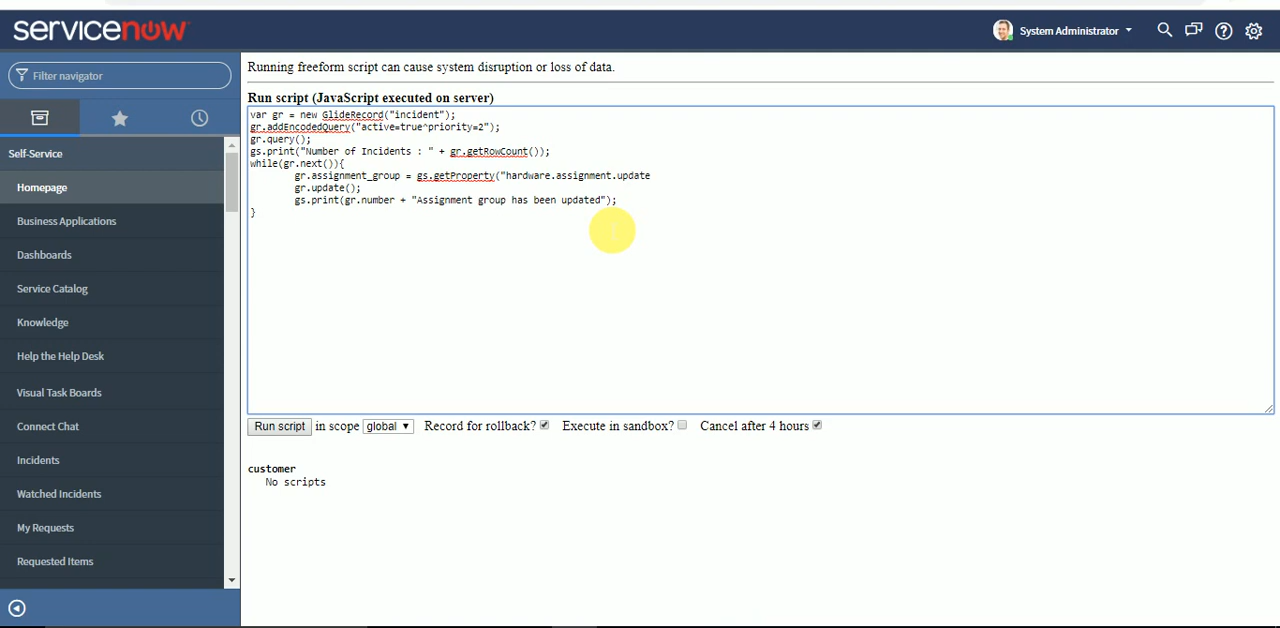 servicenow
System Administrator
Filter navigator
Self-Service
Homepage
Business Applications
Dashboards
Service Catalog
Knowledge
Help the Help Desk
Visual Task Boards
Connect Chat
Incidents
Watched Incidents
My Requests
Requested Items
Running freeform script can cause system disruption or loss of data.
Run script (JavaScript executed on server)
var gr = new GlideRecord("incident");
gr.addEncodedQuery("active=true^priority=2");
gr.query();
gs.print("Number of Incidents : " + gr.getRowCount());
while(gr.next()){
gr.assignment_group = gs.getProperty("hardware.assignment.update
gr.update();
gs.print(gr.number + "Assignment group has been updated");
}
Run script in scope global Record for rollback? Execute in sandbox? Cancel after 4 hours
customer
No scripts